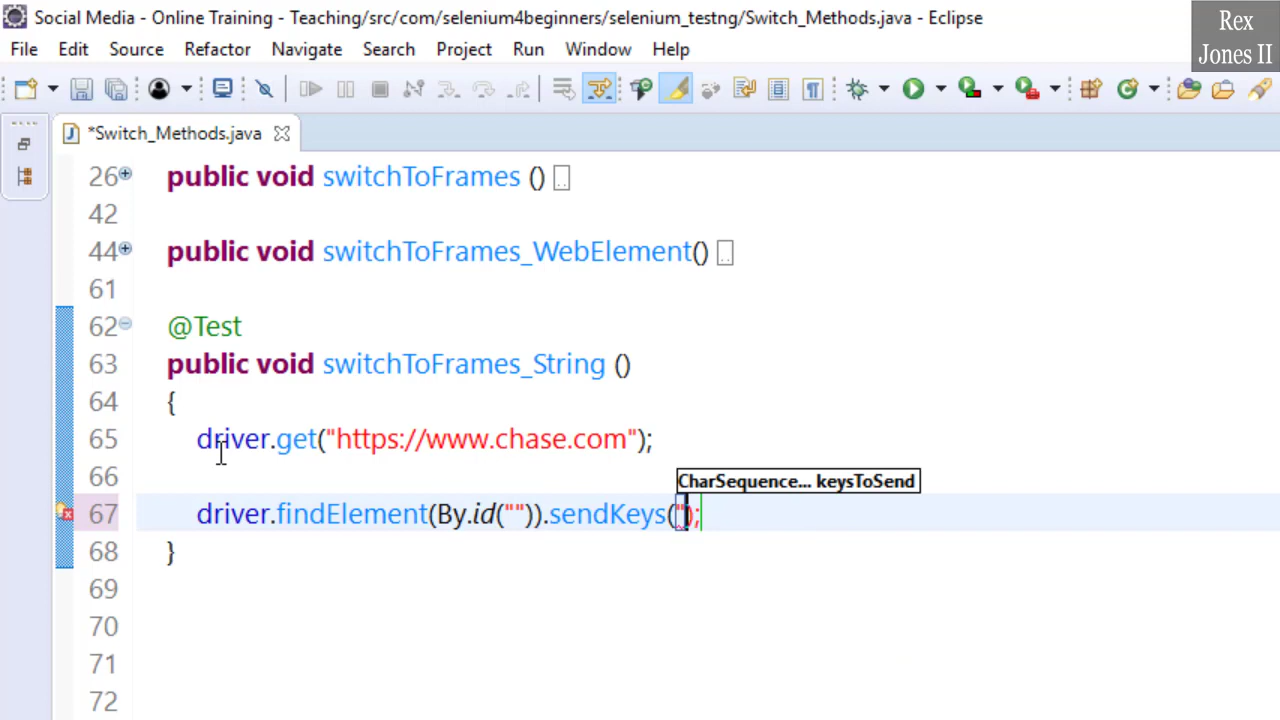 Social Media - Online Training - Teaching/src/com/selenium4beginners/selenium_testng/Switch_Methods.java - Eclipse
Rex
Jones II
File Edit Source Refactor Navigate Search Project Run Window Help
*Switch_Methods.java
26 public void switchToFrames ()
42
44 public void switchToFrames_WebElement()
61
62 @Test
63 public void switchToFrames_String ()
64 {
65 driver.get("https://www.chase.com");
66
CharSequence... keysToSend
67 driver.findElement(By.id("")).sendKeys(");
68 }
69
70
71
72